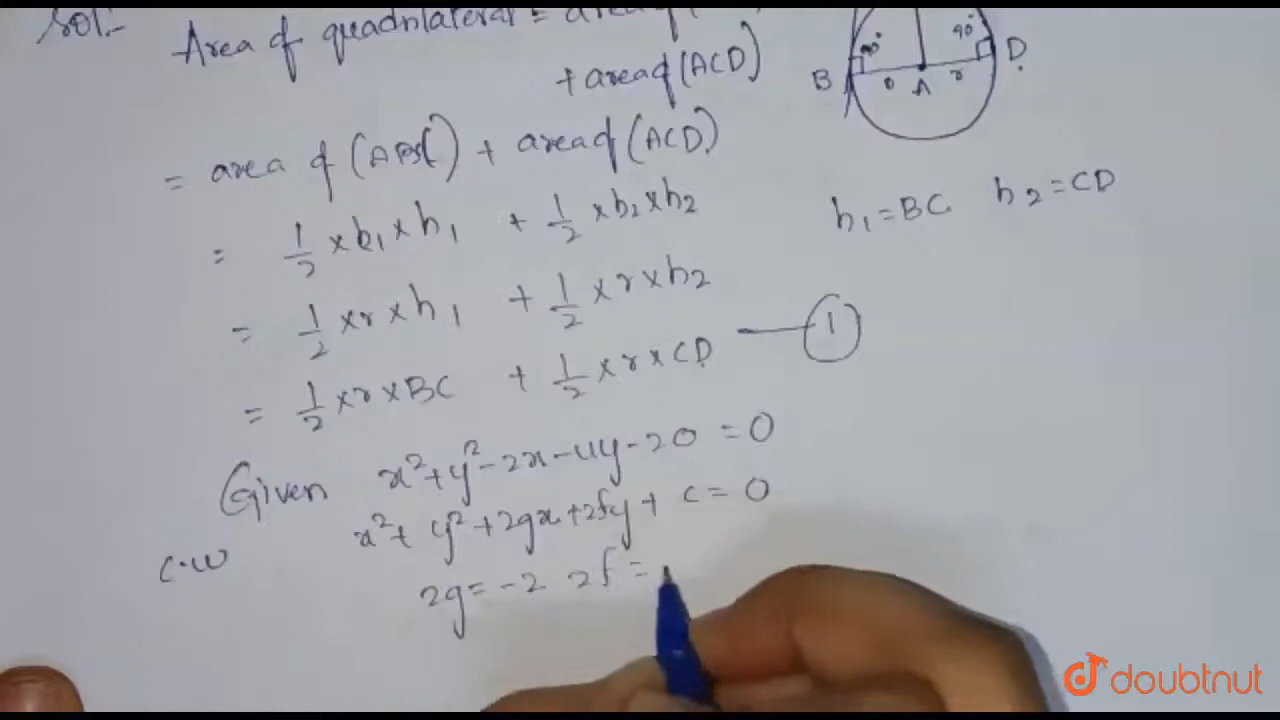 Sol:- Area of quadrilateral = area of
+ area of (ACD)
= area of (ABC) + area of (ACD)
= 1/2 × b1 × h1 + 1/2 × b2 × h2
= 1/2 × r × h1 + 1/2 × r × h2
= 1/2 × r × BC + 1/2 × r × CD — 1
Given x² + y² - 2x - 4y - 20 = 0
C.W x² + y² + 2gx + 2fy + c = 0
2g = -2 2f =
90° 90°
B A r D
h1 = BC h2 = CD
doubtnut